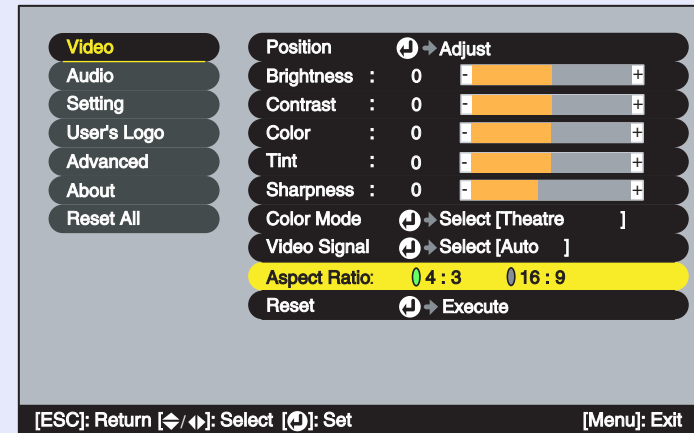 Video
Audio
Setting
User's Logo
Advanced
About
Reset All
Position Adjust
Brightness : 0 - +
Contrast : 0 - +
Color : 0 - +
Tint : 0 - +
Sharpness : 0 - +
Color Mode Select [Theatre ]
Video Signal Select [Auto ]
Aspect Ratio: 4 : 3 16 : 9
Reset Execute
[ESC]: Return [/]: Select []: Set [Menu]: Exit